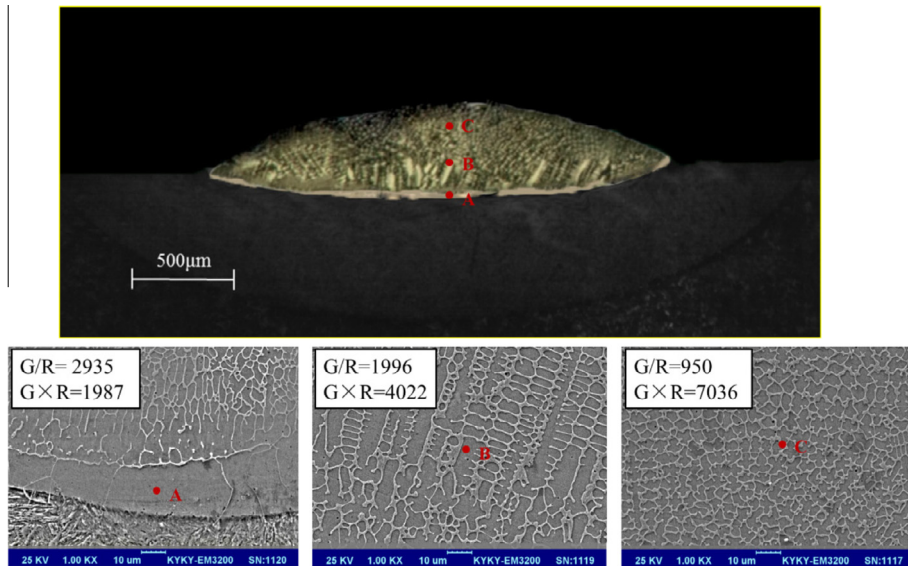 C
B
A
500μm
G/R= 2935
G×R=1987
A
25 KV 1.00 KX 10 um KYKY-EM3200 SN:1120
G/R=1996
G×R=4022
B
25 KV 1.00 KX 10 um KYKY-EM3200 SN:1119
G/R=950
G×R=7036
C
25 KV 1.00 KX 10 um KYKY-EM3200 SN:1117